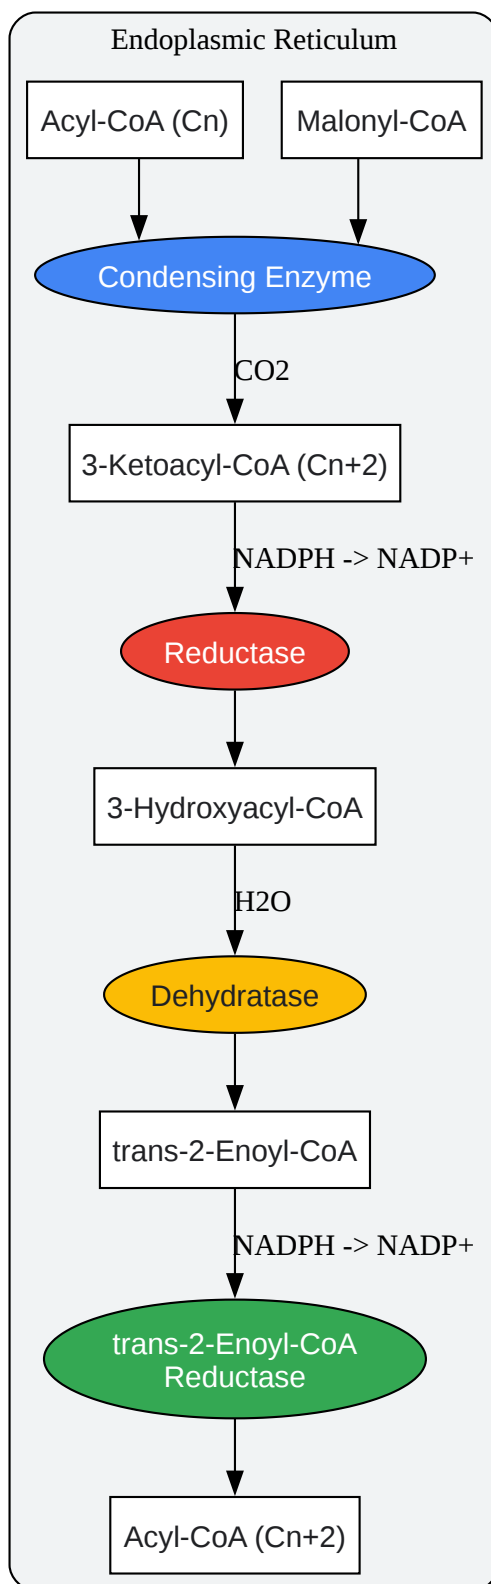 Endoplasmic Reticulum
Acyl-CoA (Cn)
Malonyl-CoA
Condensing Enzyme
CO2
3-Ketoacyl-CoA (Cn+2)
NADPH -> NADP+
Reductase
3-Hydroxyacyl-CoA
H2O
Dehydratase
trans-2-Enoyl-CoA
NADPH -> NADP+
trans-2-Enoyl-CoA
Reductase
Acyl-CoA (Cn+2)